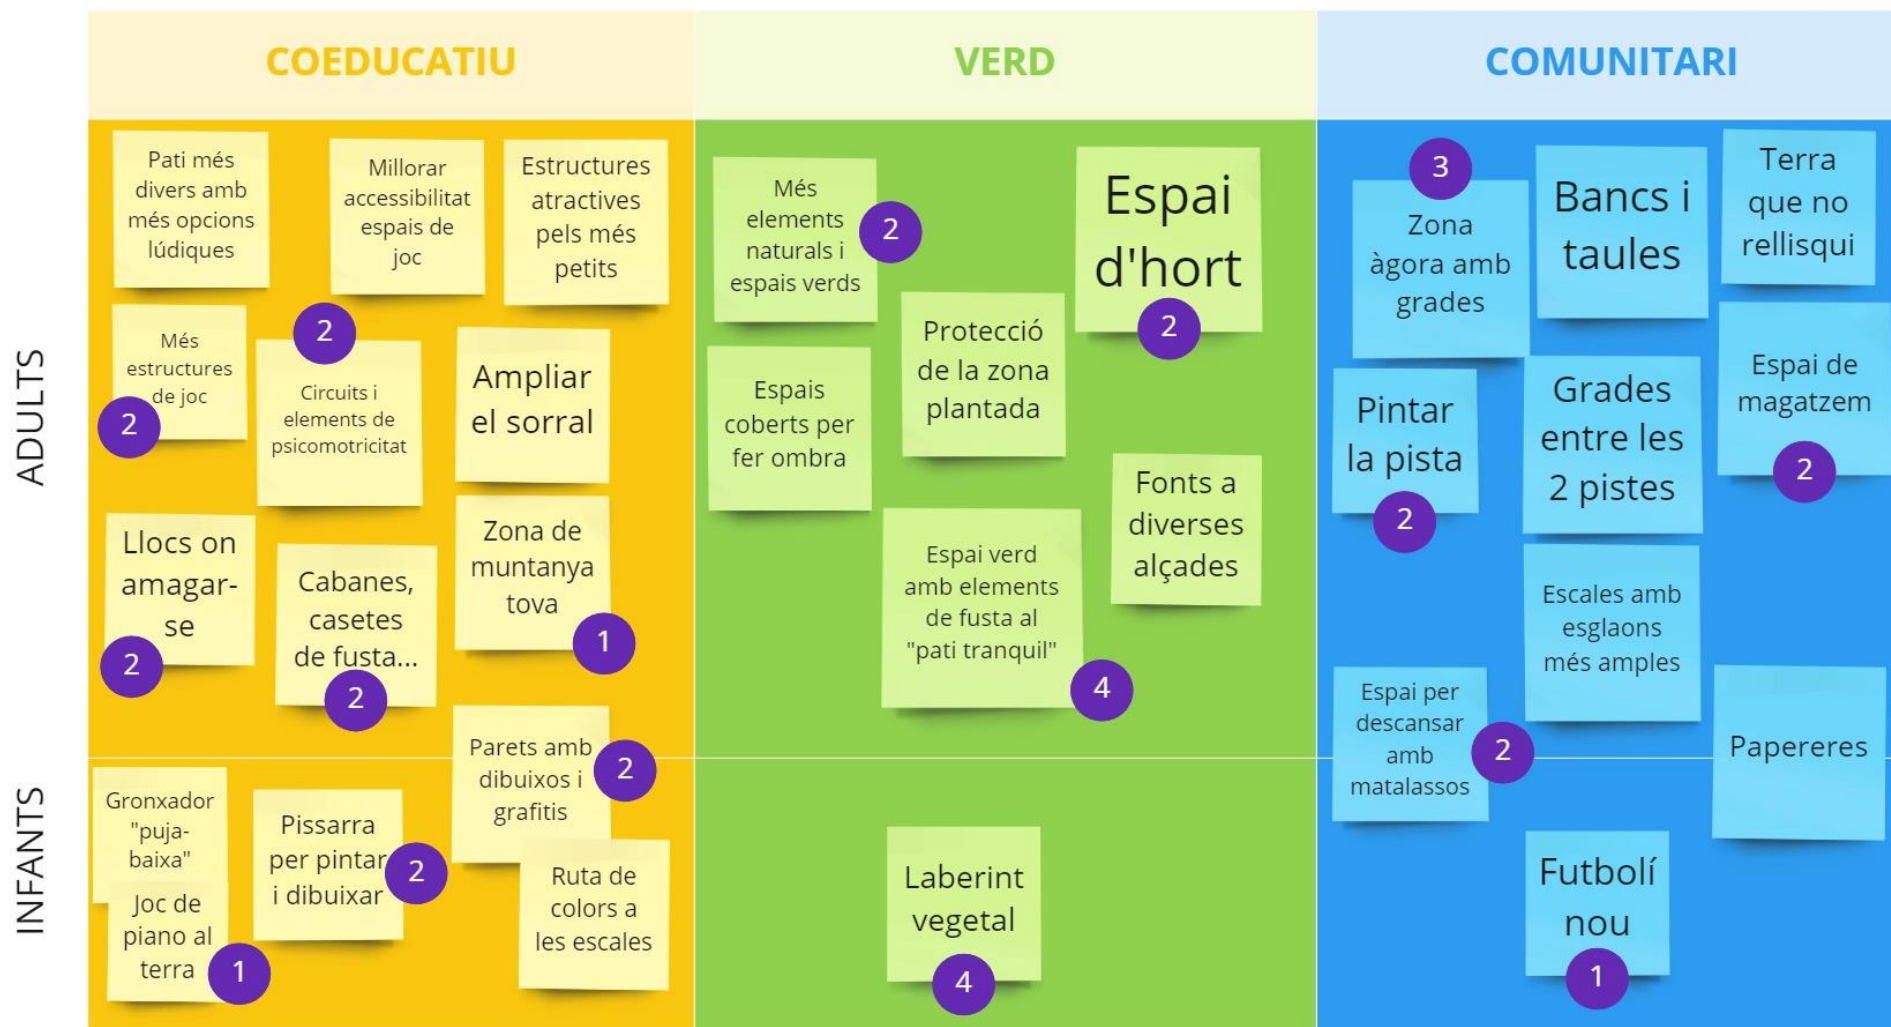 COEDUCATIU
VERD
COMUNITARI
ADULTS
Pati més
divers amb
més opcions
lúdiques
Millorar
accessibilitat
espais de
joc
Estructures
atractives
pels més
petits
Més
estructures
de joc
2
2
Circuits i
elements de
psicomotricitat
Ampliar
el sorral
Llocs on
amagar-
se
2
Cabanes,
casetes
de fusta...
2
Zona de
muntanya
tova
1
Més
elements
naturals i
espais verds
2
Espai
d'hort
2
Protecció
de la zona
plantada
Espais
coberts per
fer ombra
Fonts a
diverses
alçades
Espai verd
amb elements
de fusta al
"pati tranquil"
4
3
Zona
àgora amb
grades
Bancs i
taules
Terra
que no
rellisqui
Pintar
la pista
2
Grades
entre les
2 pistes
Espai de
magatzem
2
Escales amb
esglaons
més amples
Espai per
descansar
amb
matalassos
2
Papereres
INFANTS
Parets amb
dibuixos i
grafitis
2
Gronxador
"puja-
baixa"
Joc de
piano al
terra
1
Pissarra
per pintar
i dibuixar
2
Ruta de
colors a
les escales
Laberint
vegetal
4
Futbolí
nou
1